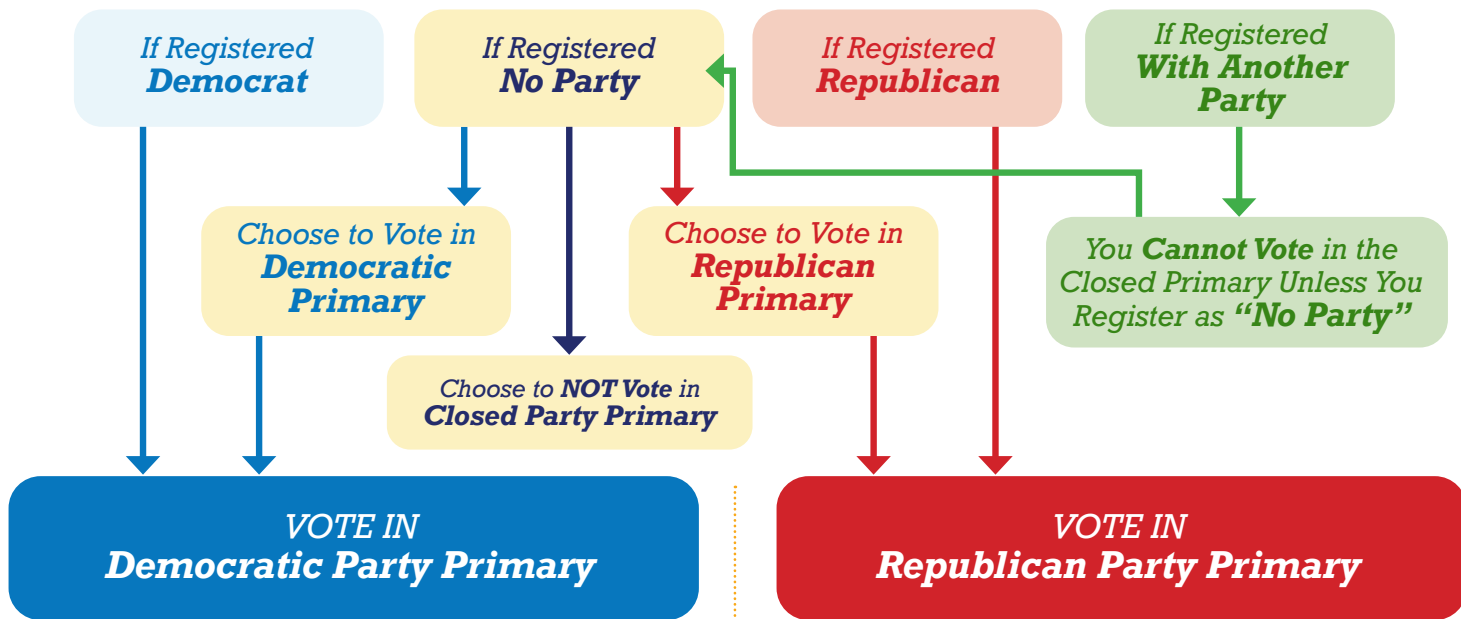 If Registered
Democrat
If Registered
No Party
If Registered
Republican
If Registered
With Another
Party
Choose to Vote in
Democratic
Primary
Choose to Vote in
Republican
Primary
You Cannot Vote in the
Closed Primary Unless You
Register as “No Party”
Choose to NOT Vote in
Closed Party Primary
VOTE IN
Democratic Party Primary
VOTE IN
Republican Party Primary